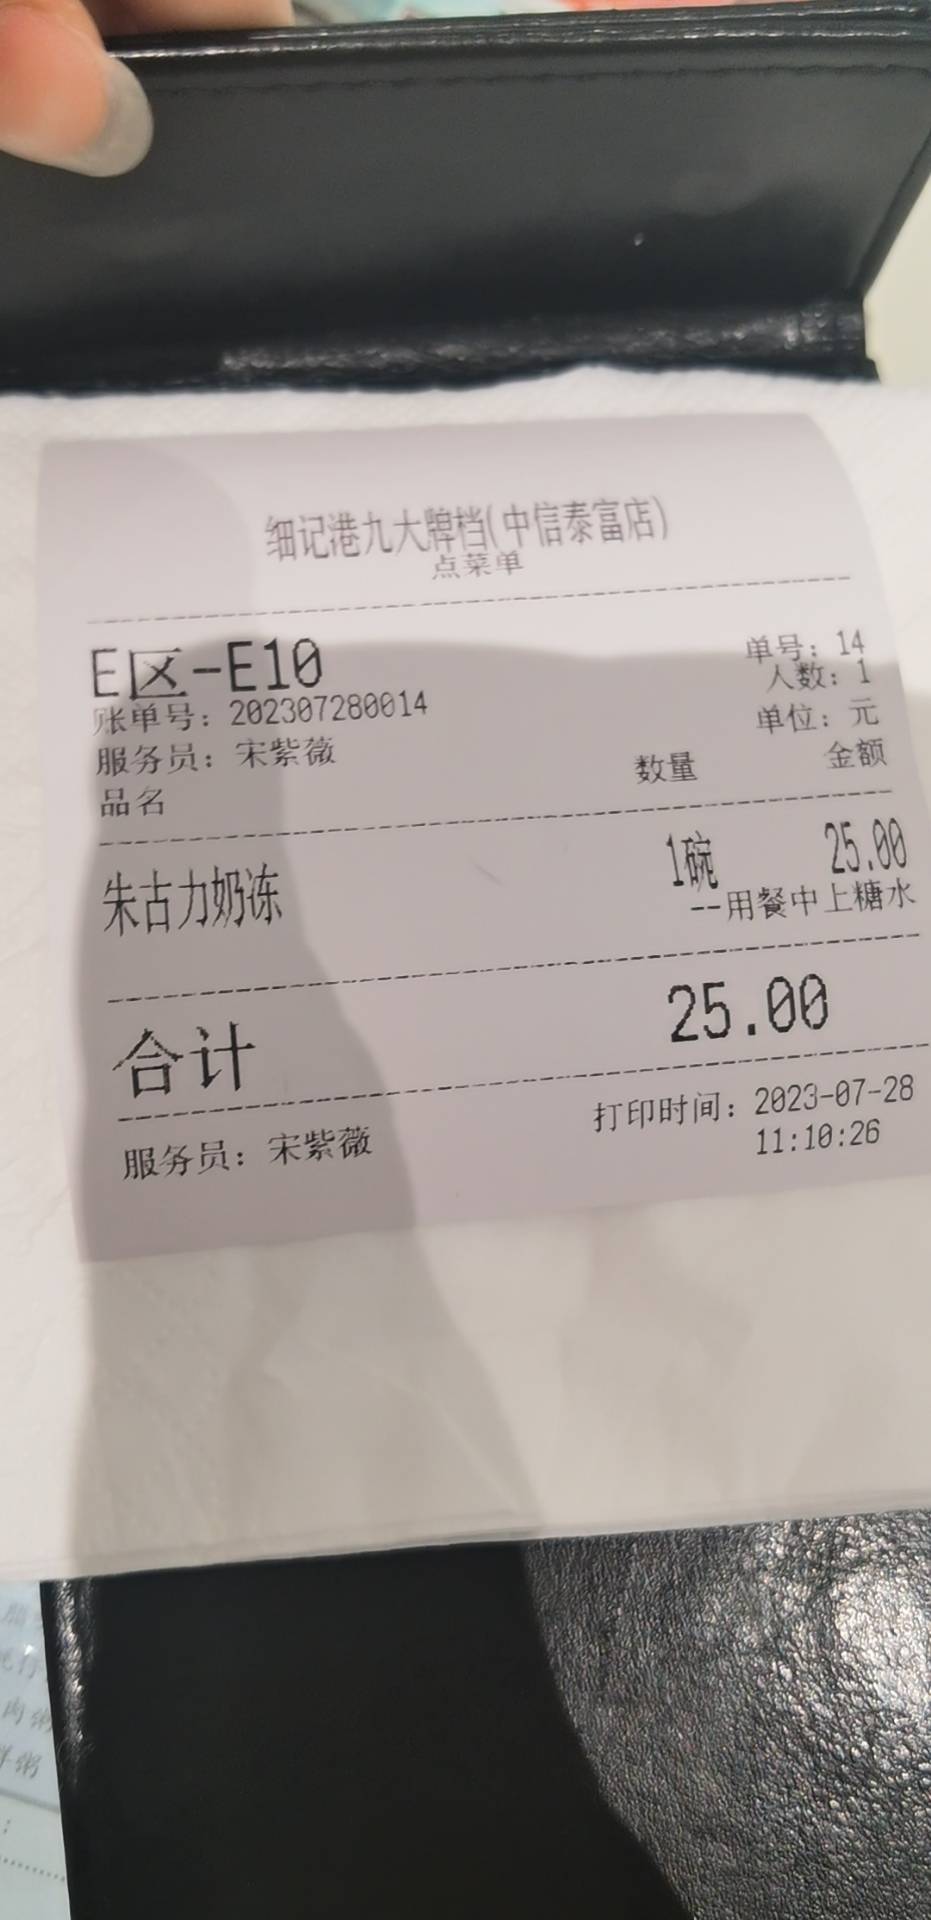 细记港九大牌档(中信泰富店)
点菜单
E区-E10
单号：14
人数：1
账单号：202307280014
单位：元
服务员：宋紫薇
品名 数量 金额
朱古力奶冻 1碗 25.00
--用餐中上糖水
合计 25.00
服务员：宋紫薇
打印时间：2023-07-28
11:10:26
粥